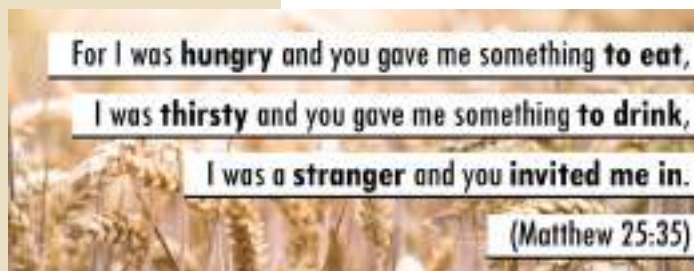 For I was hungry and you gave me something to eat,
I was thirsty and you gave me something to drink,
I was a stranger and you invited me in.
(Matthew 25:35)